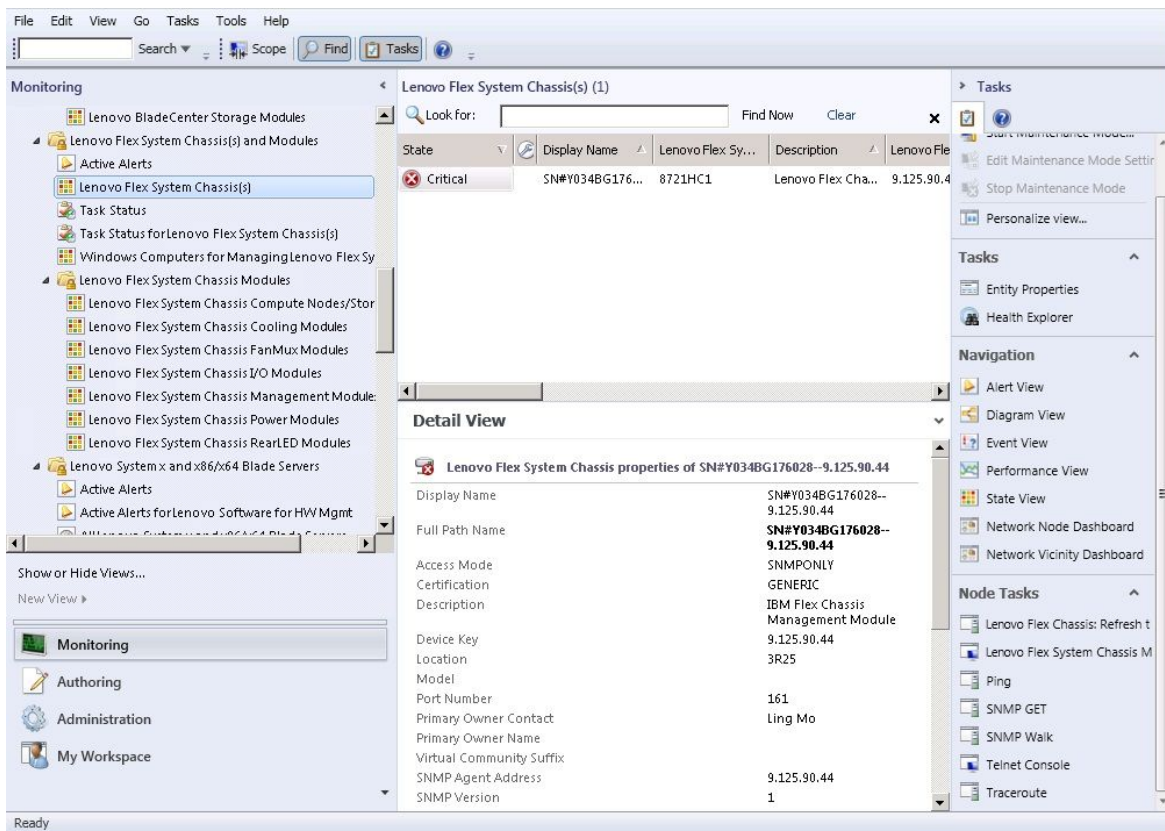 File Edit View Go Tasks Tools Help
Search Scope Find Tasks
Monitoring
Lenovo BladeCenter Storage Modules
Lenovo Flex System Chassis(s) and Modules
Active Alerts
Lenovo Flex System Chassis(s)
Task Status
Task Status forLenovo Flex System Chassis(s)
Windows Computers for ManagingLenovo Flex Sy
Lenovo Flex System Chassis Modules
Lenovo Flex System Chassis Compute Nodes/Stor
Lenovo Flex System Chassis Cooling Modules
Lenovo Flex System Chassis FanMux Modules
Lenovo Flex System Chassis I/O Modules
Lenovo Flex System Chassis Management Module:
Lenovo Flex System Chassis Power Modules
Lenovo Flex System Chassis RearLED Modules
Lenovo System x and x86/x64 Blade Servers
Active Alerts
Active Alerts forLenovo Software for HW Mgmt
Show or Hide Views...
New View
Monitoring
Authoring
Administration
My Workspace
Ready
Lenovo Flex System Chassis(s) (1)
Look for: Find Now Clear
State Display Name Lenovo Flex Sy... Description Lenovo Fle
Critical SN#Y034BG176... 8721HC1 Lenovo Flex Cha... 9.125.90.4
Detail View
Lenovo Flex System Chassis properties of SN#Y034BG176028--9.125.90.44
Display Name SN#Y034BG176028--
9.125.90.44
Full Path Name SN#Y034BG176028--
9.125.90.44
Access Mode SNMPONLY
Certification GENERIC
Description IBM Flex Chassis
Management Module
Device Key 9.125.90.44
Location 3R25
Model
Port Number 161
Primary Owner Contact Ling Mo
Primary Owner Name
Virtual Community Suffix
SNMP Agent Address 9.125.90.44
SNMP Version 1
Tasks
Start Maintenance Mode...
Edit Maintenance Mode Settir
Stop Maintenance Mode
Personalize view...
Tasks
Entity Properties
Health Explorer
Navigation
Alert View
Diagram View
Event View
Performance View
State View
Network Node Dashboard
Network Vicinity Dashboard
Node Tasks
Lenovo Flex Chassis: Refresh t
Lenovo Flex System Chassis M
Ping
SNMP GET
SNMP Walk
Telnet Console
Traceroute